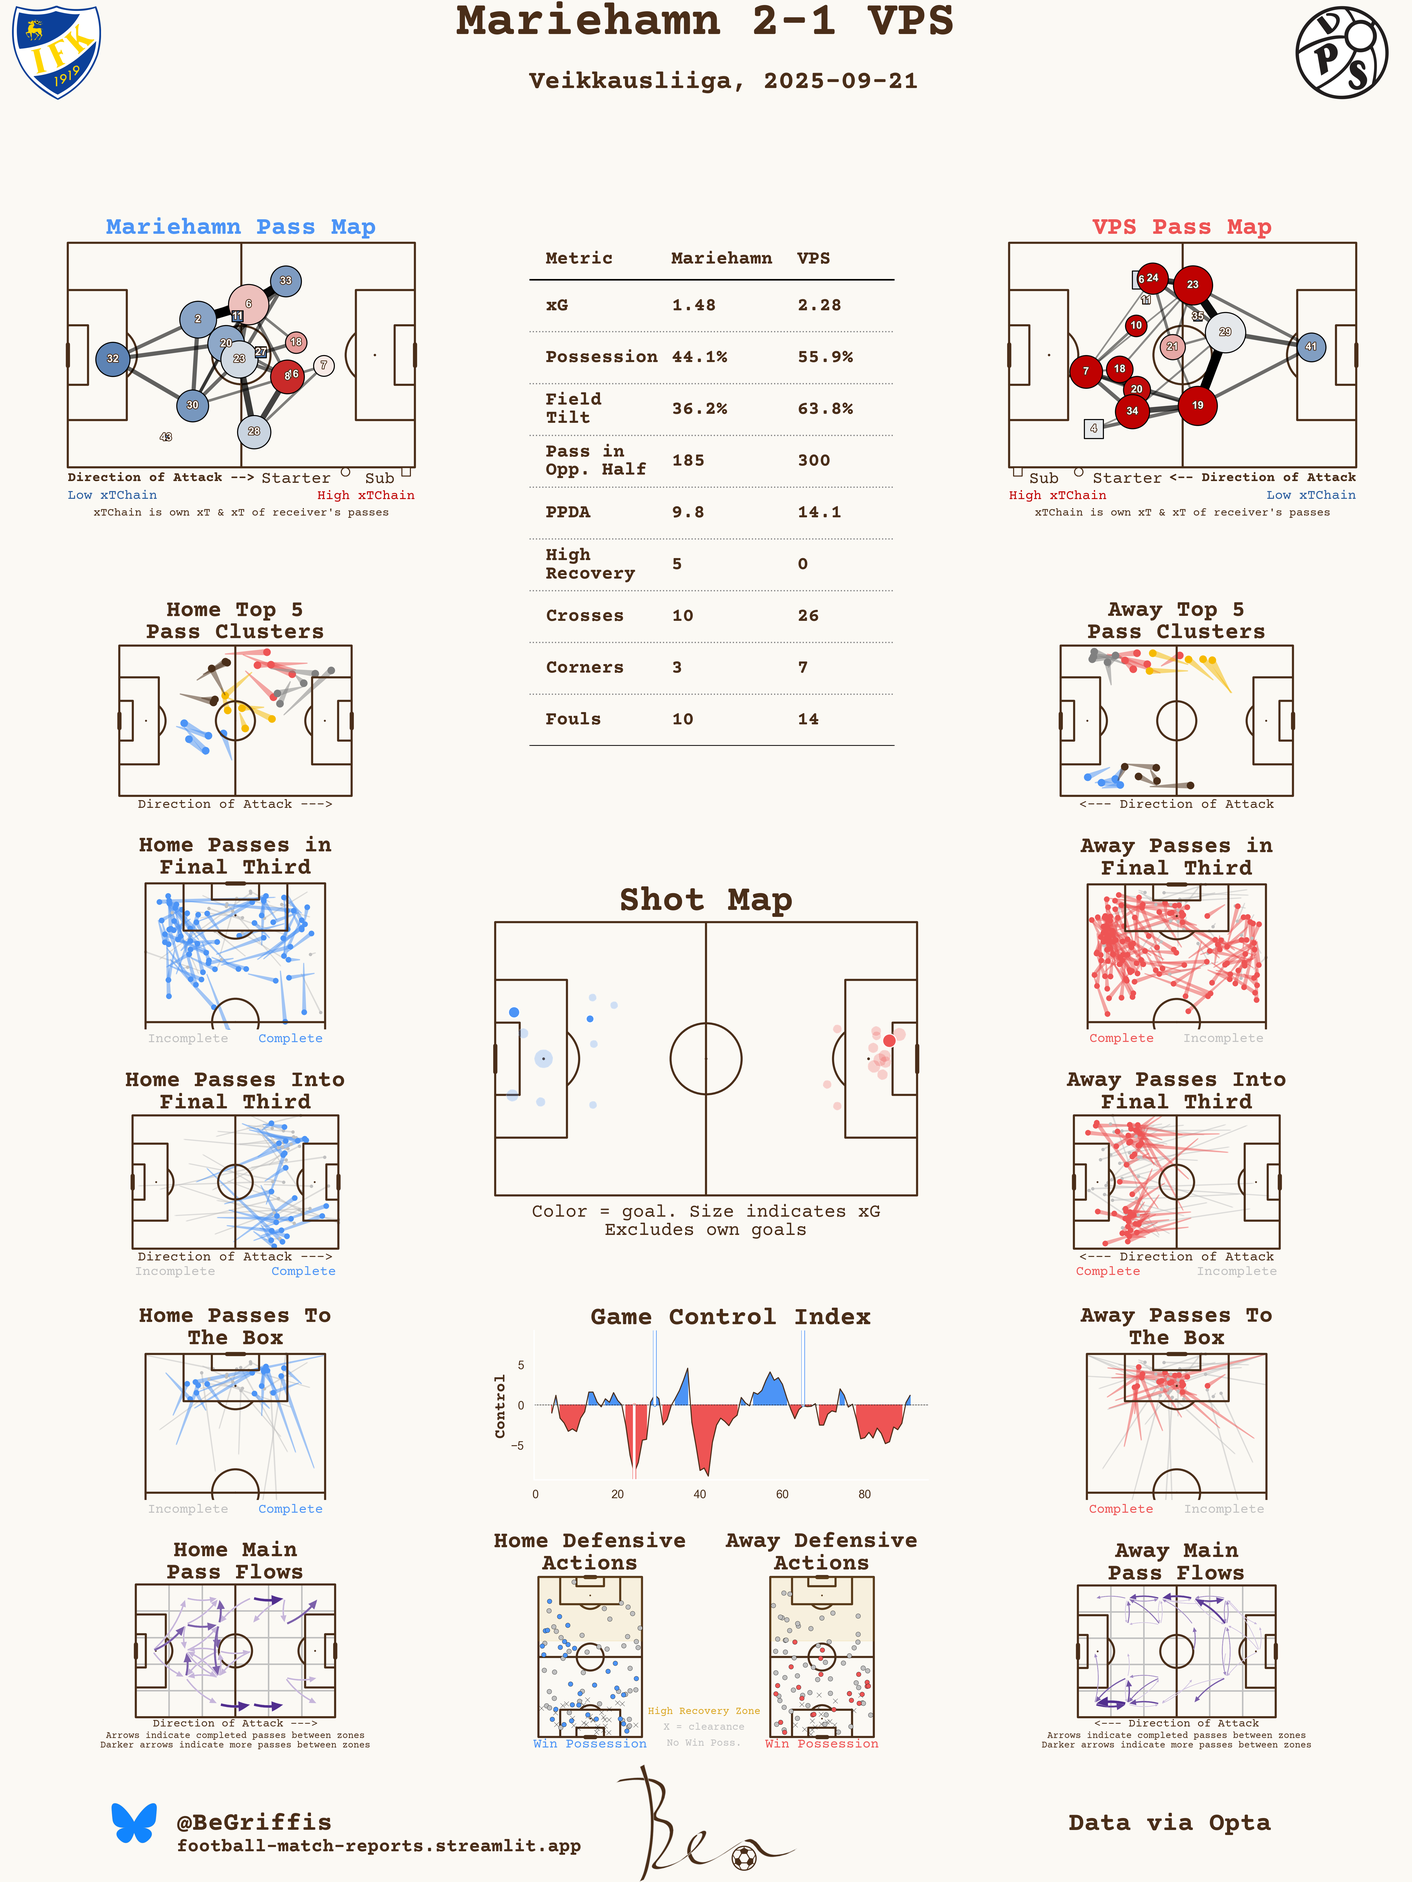 Mariehamn 2-1 VPS
Veikkausliiga, 2025-09-21
IFK
1919
VPS
Mariehamn Pass Map
33
6
2
11
20
23
27
18
32
8
16
7
30
28
43
Direction of Attack --> Starter Sub
Low xTChain High xTChain
xTChain is own xT & xT of receiver's passes
Metric Mariehamn VPS
xG 1.48 2.28
Possession 44.1% 55.9%
Field
Tilt 36.2% 63.8%
Pass in
Opp. Half 185 300
PPDA 9.8 14.1
High
Recovery 5 0
Crosses 10 26
Corners 3 7
Fouls 10 14
VPS Pass Map
6
24
23
11
35
10
29
21
41
7
18
20
34
19
4
Sub Starter <-- Direction of Attack
High xTChain Low xTChain
xTChain is own xT & xT of receiver's passes
Home Top 5
Pass Clusters
Direction of Attack --->
Away Top 5
Pass Clusters
<--- Direction of Attack
Home Passes in
Final Third
Incomplete Complete
Away Passes in
Final Third
Complete Incomplete
Shot Map
Color = goal. Size indicates xG
Excludes own goals
Home Passes Into
Final Third
Direction of Attack --->
Incomplete Complete
Away Passes Into
Final Third
<--- Direction of Attack
Complete Incomplete
Home Passes To
The Box
Incomplete Complete
Game Control Index
Control
5
0
−5
0 20 40 60 80
Away Passes To
The Box
Complete Incomplete
Home Main
Pass Flows
Direction of Attack --->
Arrows indicate completed passes between zones
Darker arrows indicate more passes between zones
Home Defensive
Actions
Win Possession
High Recovery Zone
X = clearance
No Win Poss.
Away Defensive
Actions
Win Possession
Away Main
Pass Flows
<--- Direction of Attack
Arrows indicate completed passes between zones
Darker arrows indicate more passes between zones
@BeGriffis
football-match-reports.streamlit.app
Ben
Data via Opta